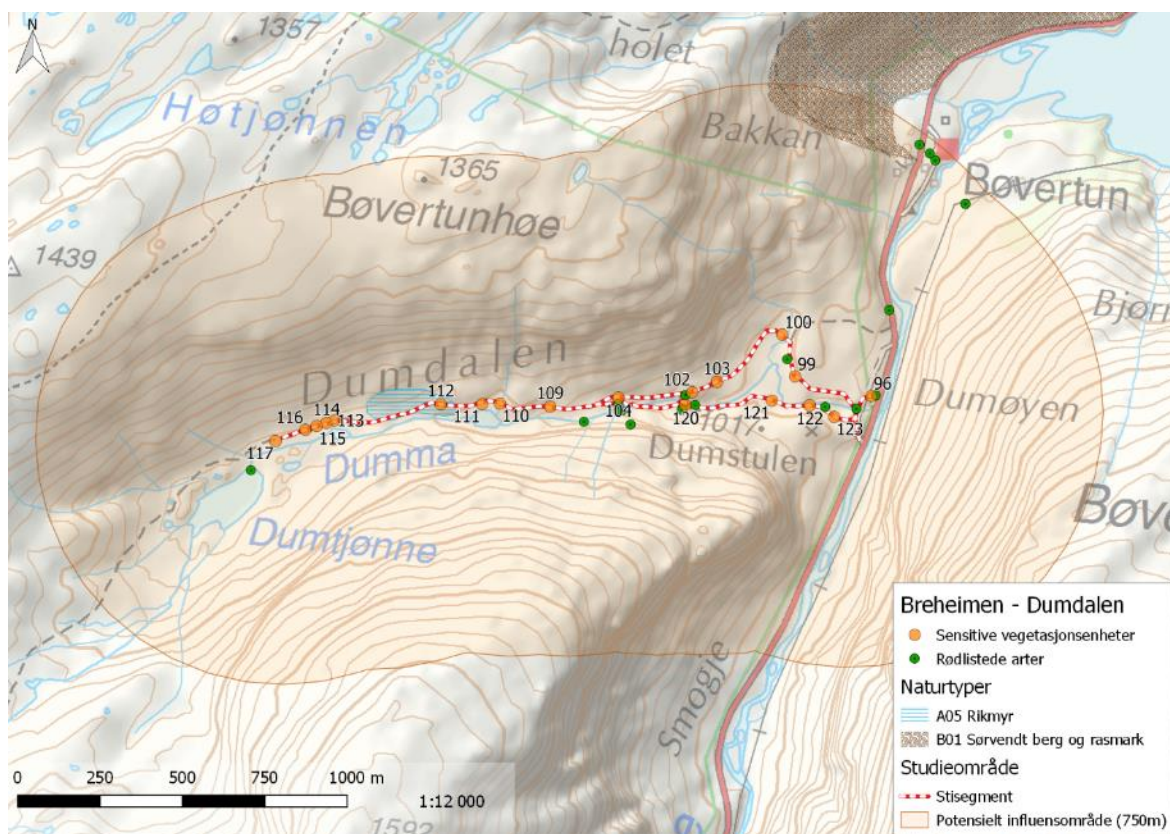 N
1357
holet
Høtjønnen
Bakkan
1365
Bøvertunhøe
Bøvertun
1439
Bjørn
100
Dumdalen
99
102
103
96
112
Dumøyen
116
114
113
111
110
109
104
120
121
122
123
115
1017
117
Dumma
Dumstulen
Bøve
Dumtjønne
Smogje
Breheimen - Dumdalen
Sensitive vegetasjonsenheter
Rødlistede arter
Naturtyper
A05 Rikmyr
B01 Sørvendt berg og rasmark
Studieområde
Stisegment
Potensielt influensområde (750m)
0 250 500 750 1000 m
1:12 000
1592